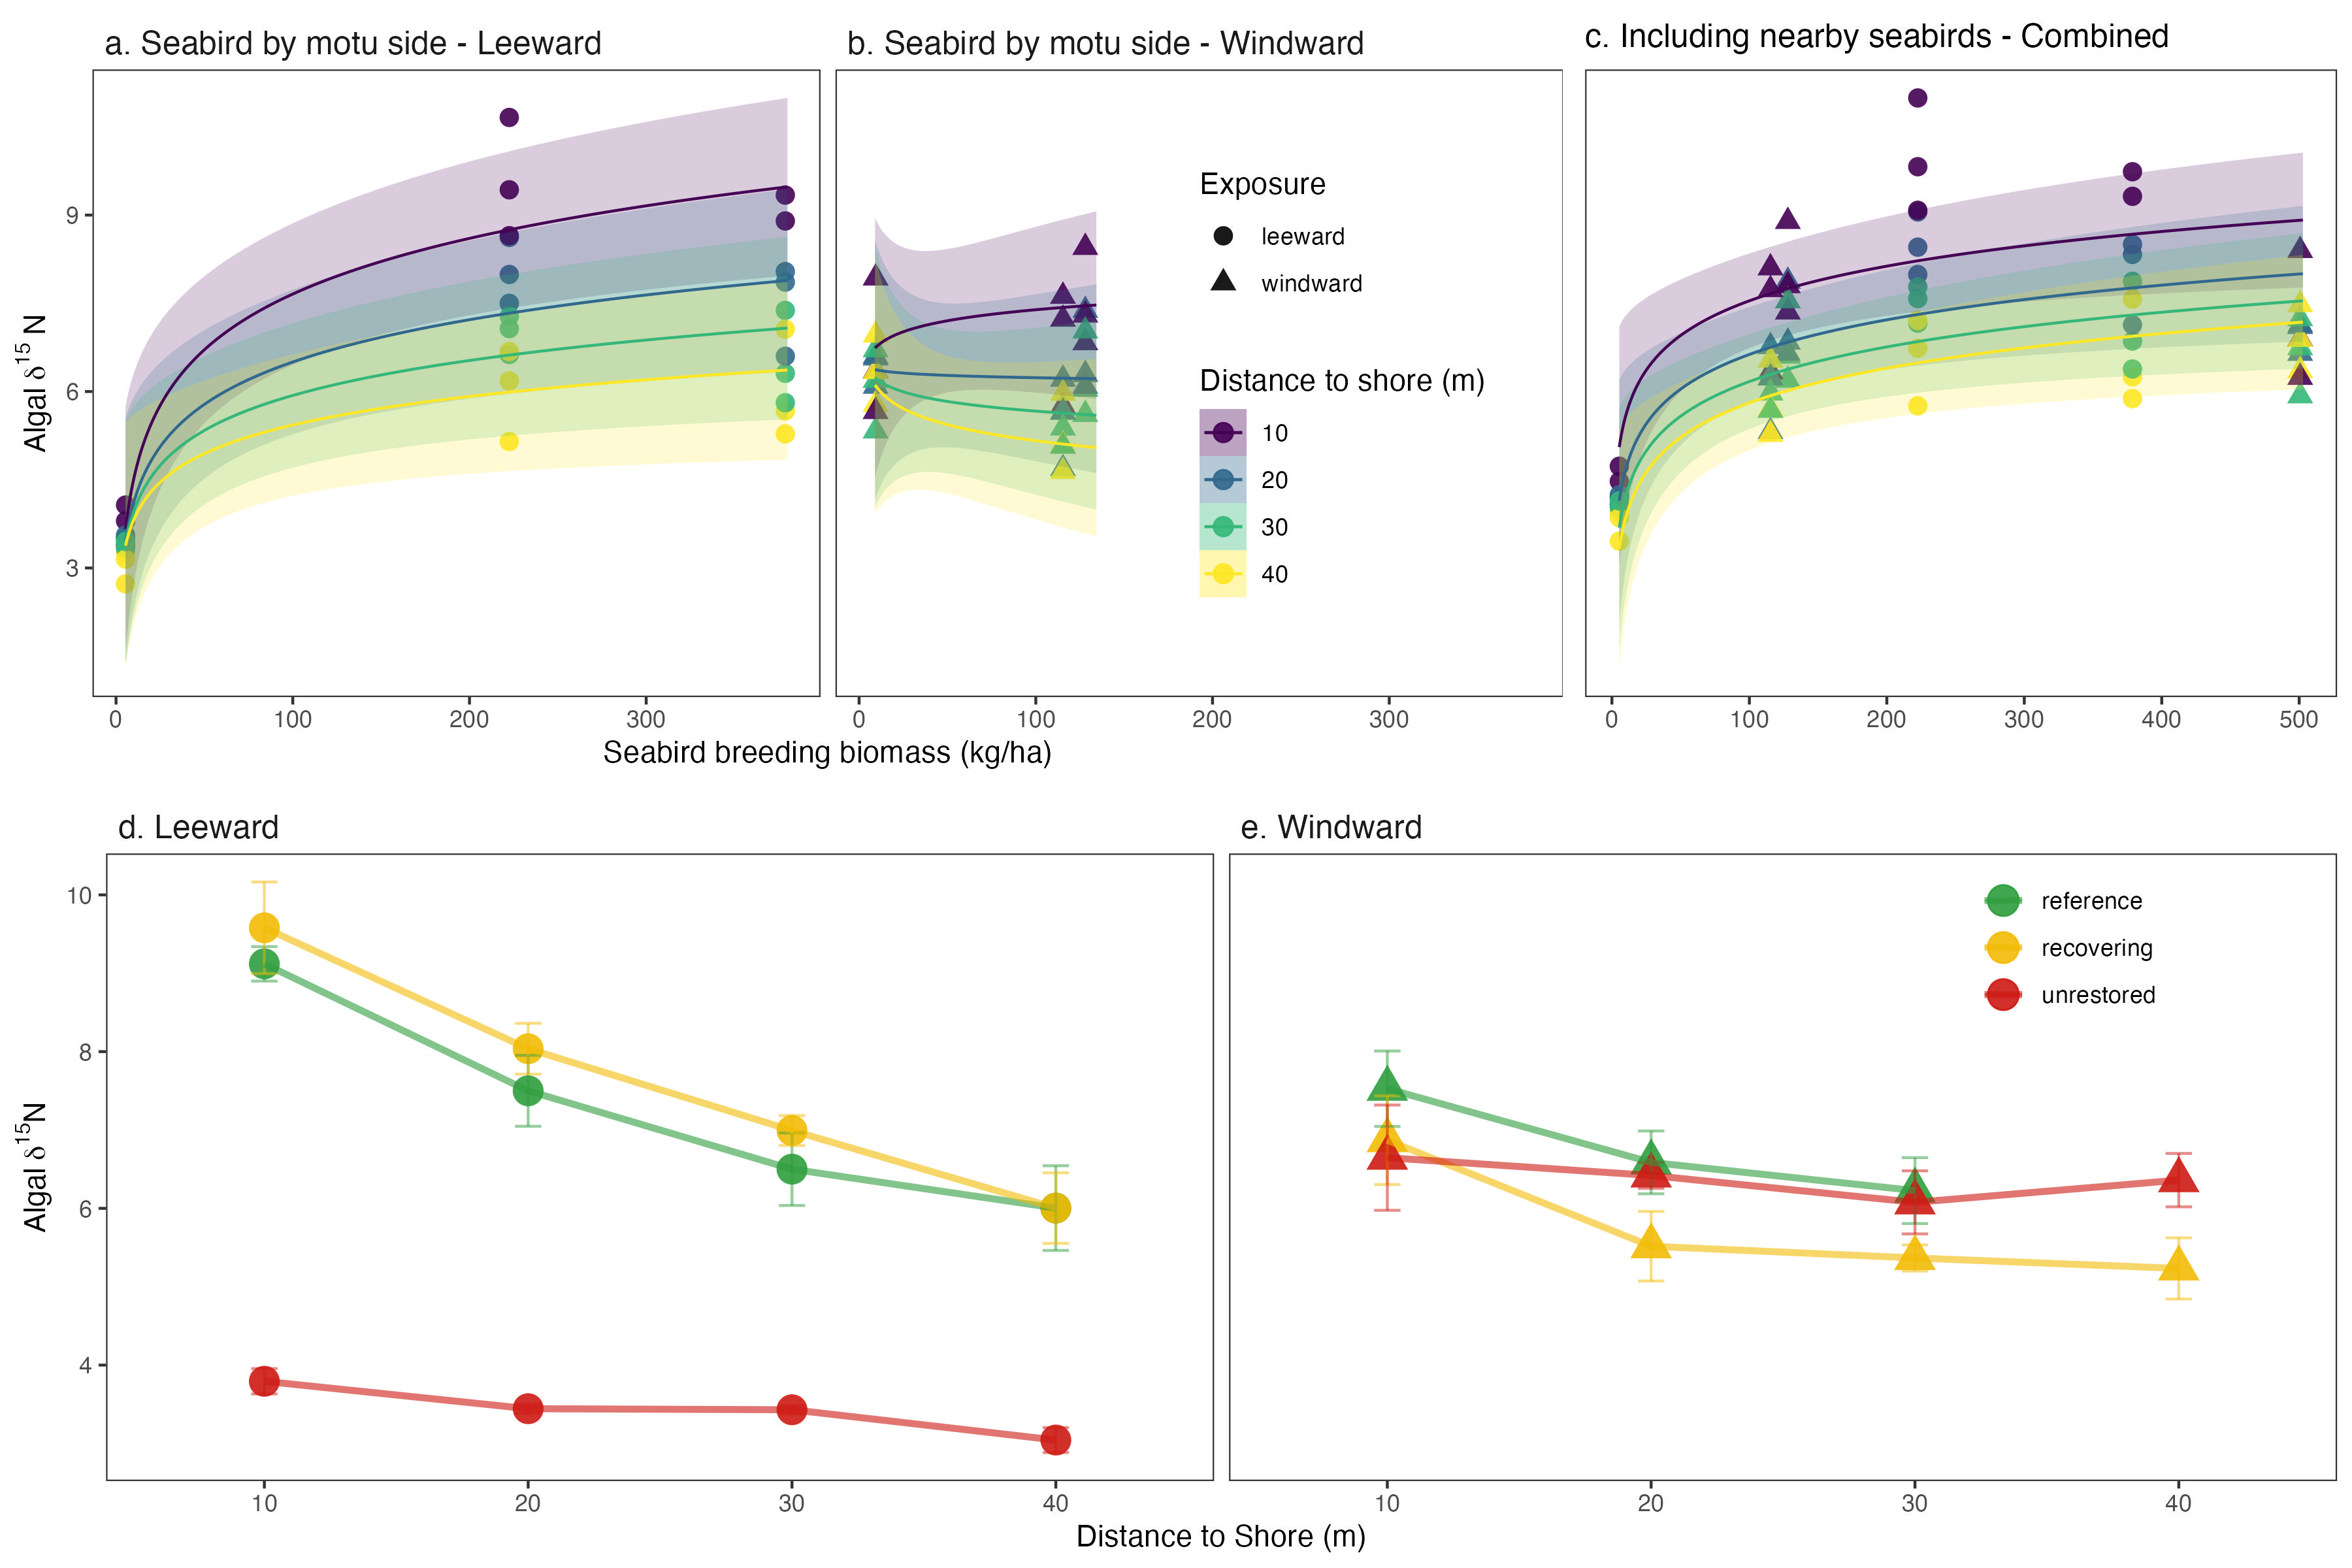 a. Seabird by motu side - Leeward
b. Seabird by motu side - Windward
c. Including nearby seabirds - Combined
Algal δ¹⁵ N
9
6
3
0 100 200 300
0 100 200 300
0 100 200 300 400 500
Seabird breeding biomass (kg/ha)
Exposure
leeward
windward
Distance to shore (m)
10
20
30
40
d. Leeward
e. Windward
Algal δ¹⁵N
10
8
6
4
reference
recovering
unrestored
10 20 30 40
10 20 30 40
Distance to Shore (m)